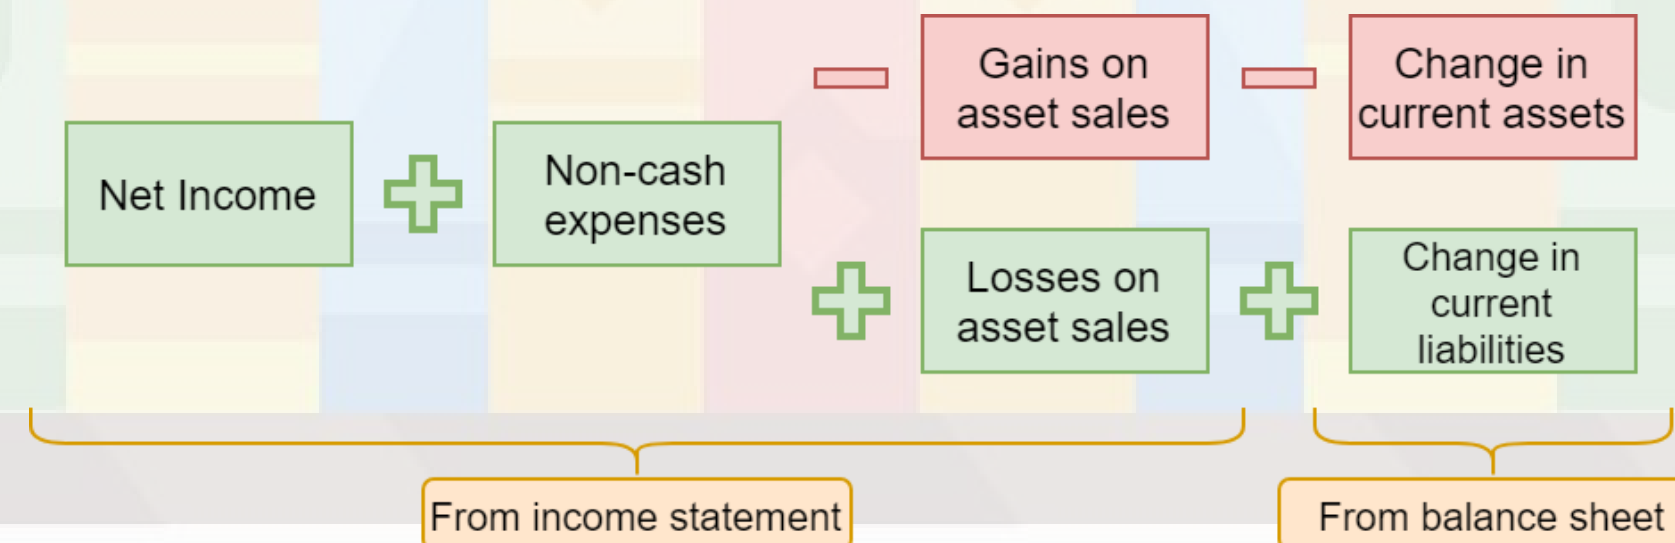 Net Income
Non-cash
expenses
Gains on
asset sales
Losses on
asset sales
Change in
current assets
Change in
current
liabilities
From income statement
From balance sheet